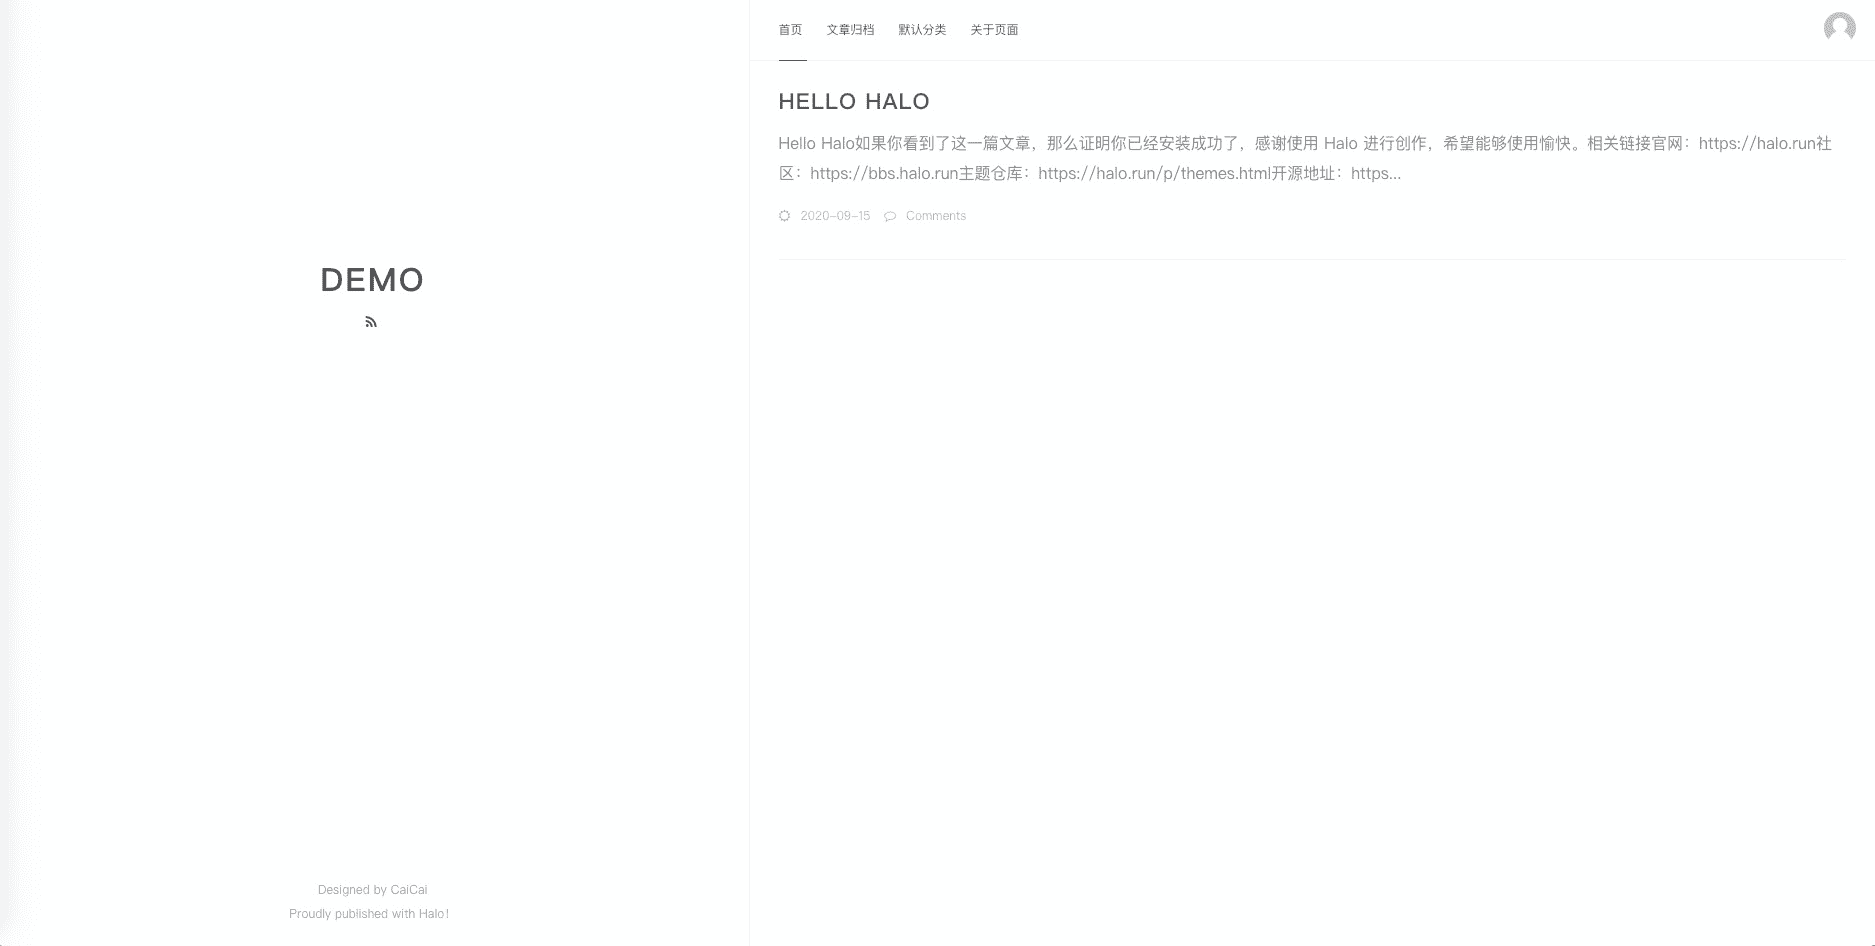 首页 文章归档 默认分类 关于页面
HELLO HALO
Hello Halo如果你看到了这一篇文章，那么证明你已经安装成功了，感谢使用 Halo 进行创作，希望能够使用愉快。相关链接官网：https://halo.run社
区：https://bbs.halo.run主题仓库：https://halo.run/p/themes.html开源地址：https...
2020-09-15 Comments
DEMO
Designed by CaiCai
Proudly published with Halo!